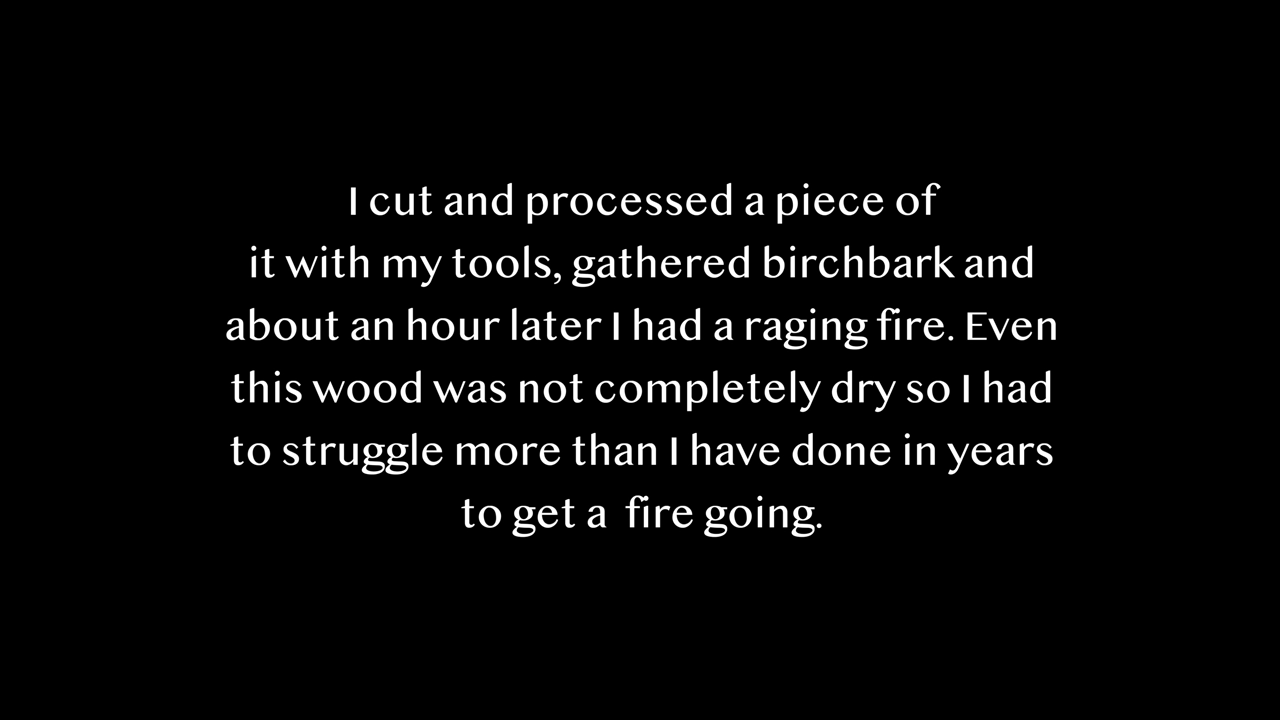 I cut and processed a piece of
it with my tools, gathered birchbark and
about an hour later I had a raging fire. Even
this wood was not completely dry so I had
to struggle more than I have done in years
to get a  fire going.